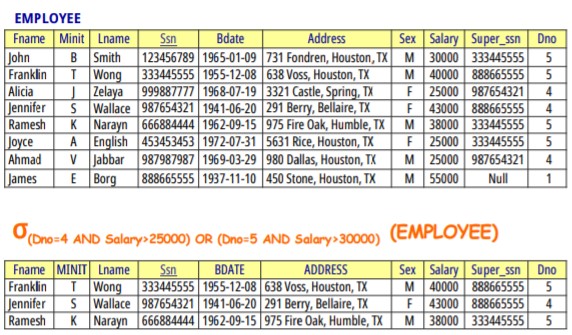 EMPLOYEE
Fname Minit Lname Ssn Bdate Address Sex Salary Super_ssn Dno
John B Smith 123456789 1965-01-09 731 Fondren, Houston, TX M 30000 333445555 5
Franklin T Wong 333445555 1955-12-08 638 Voss, Houston, TX M 40000 888665555 5
Alicia J Zelaya 999887777 1968-07-19 3321 Castle, Spring, TX F 25000 987654321 4
Jennifer S Wallace 987654321 1941-06-20 291 Berry, Bellaire, TX F 43000 888665555 4
Ramesh K Narayn 666884444 1962-09-15 975 Fire Oak, Humble, TX M 38000 333445555 5
Joyce A English 453453453 1972-07-31 5631 Rice, Houston, TX F 25000 333445555 5
Ahmad V Jabbar 987987987 1969-03-29 980 Dallas, Houston, TX M 25000 987654321 4
James E Borg 888665555 1937-11-10 450 Stone, Houston, TX M 55000 Null 1
σ(Dno=4 AND Salary>25000) OR (Dno=5 AND Salary>30000) (EMPLOYEE)
Fname MINIT Lname Ssn BDATE ADDRESS Sex Salary Super_ssn Dno
Franklin T Wong 333445555 1955-12-08 638 Voss, Houston, TX M 40000 888665555 5
Jennifer S Wallace 987654321 1941-06-20 291 Berry, Bellaire, TX F 43000 888665555 4
Ramesh K Narayn 666884444 1962-09-15 975 Fire Oak, Humble, TX M 38000 333445555 5